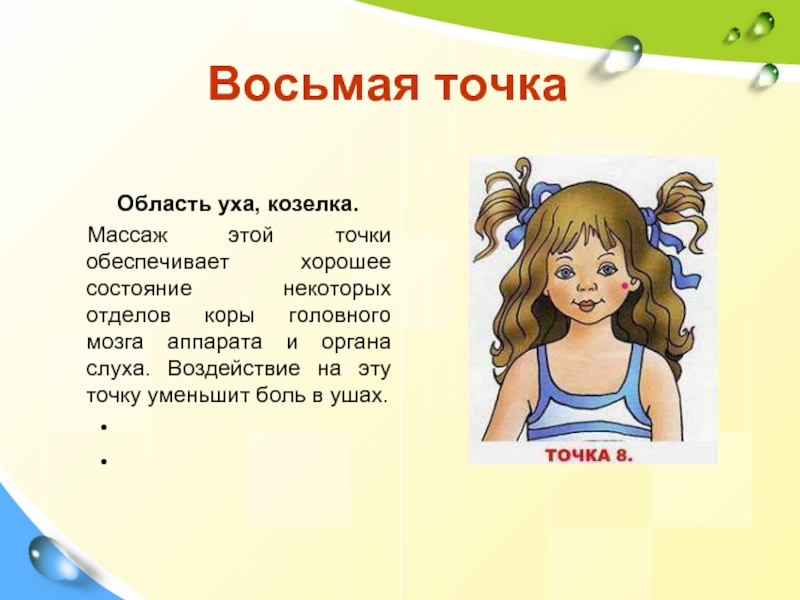 Восьмая точка
Область уха, козелка.
Массаж этой точки
обеспечивает хорошее
состояние некоторых
отделов коры головного
мозга аппарата и органа
слуха. Воздействие на эту
точку уменьшит боль в ушах.
•
•
ТОЧКА 8.